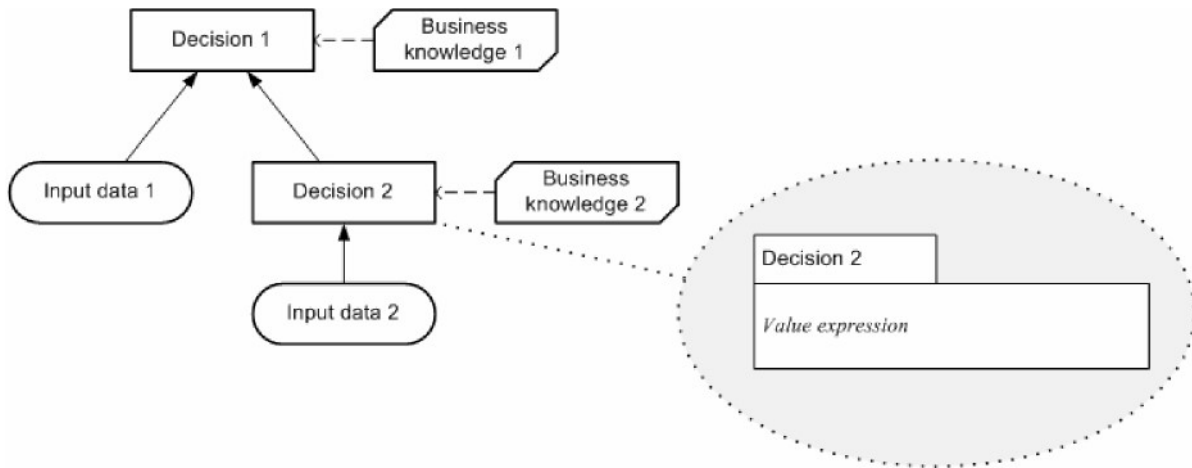 Decision 1
Business
knowledge 1
Input data 1
Decision 2
Business
knowledge 2
Input data 2
Decision 2
Value expression